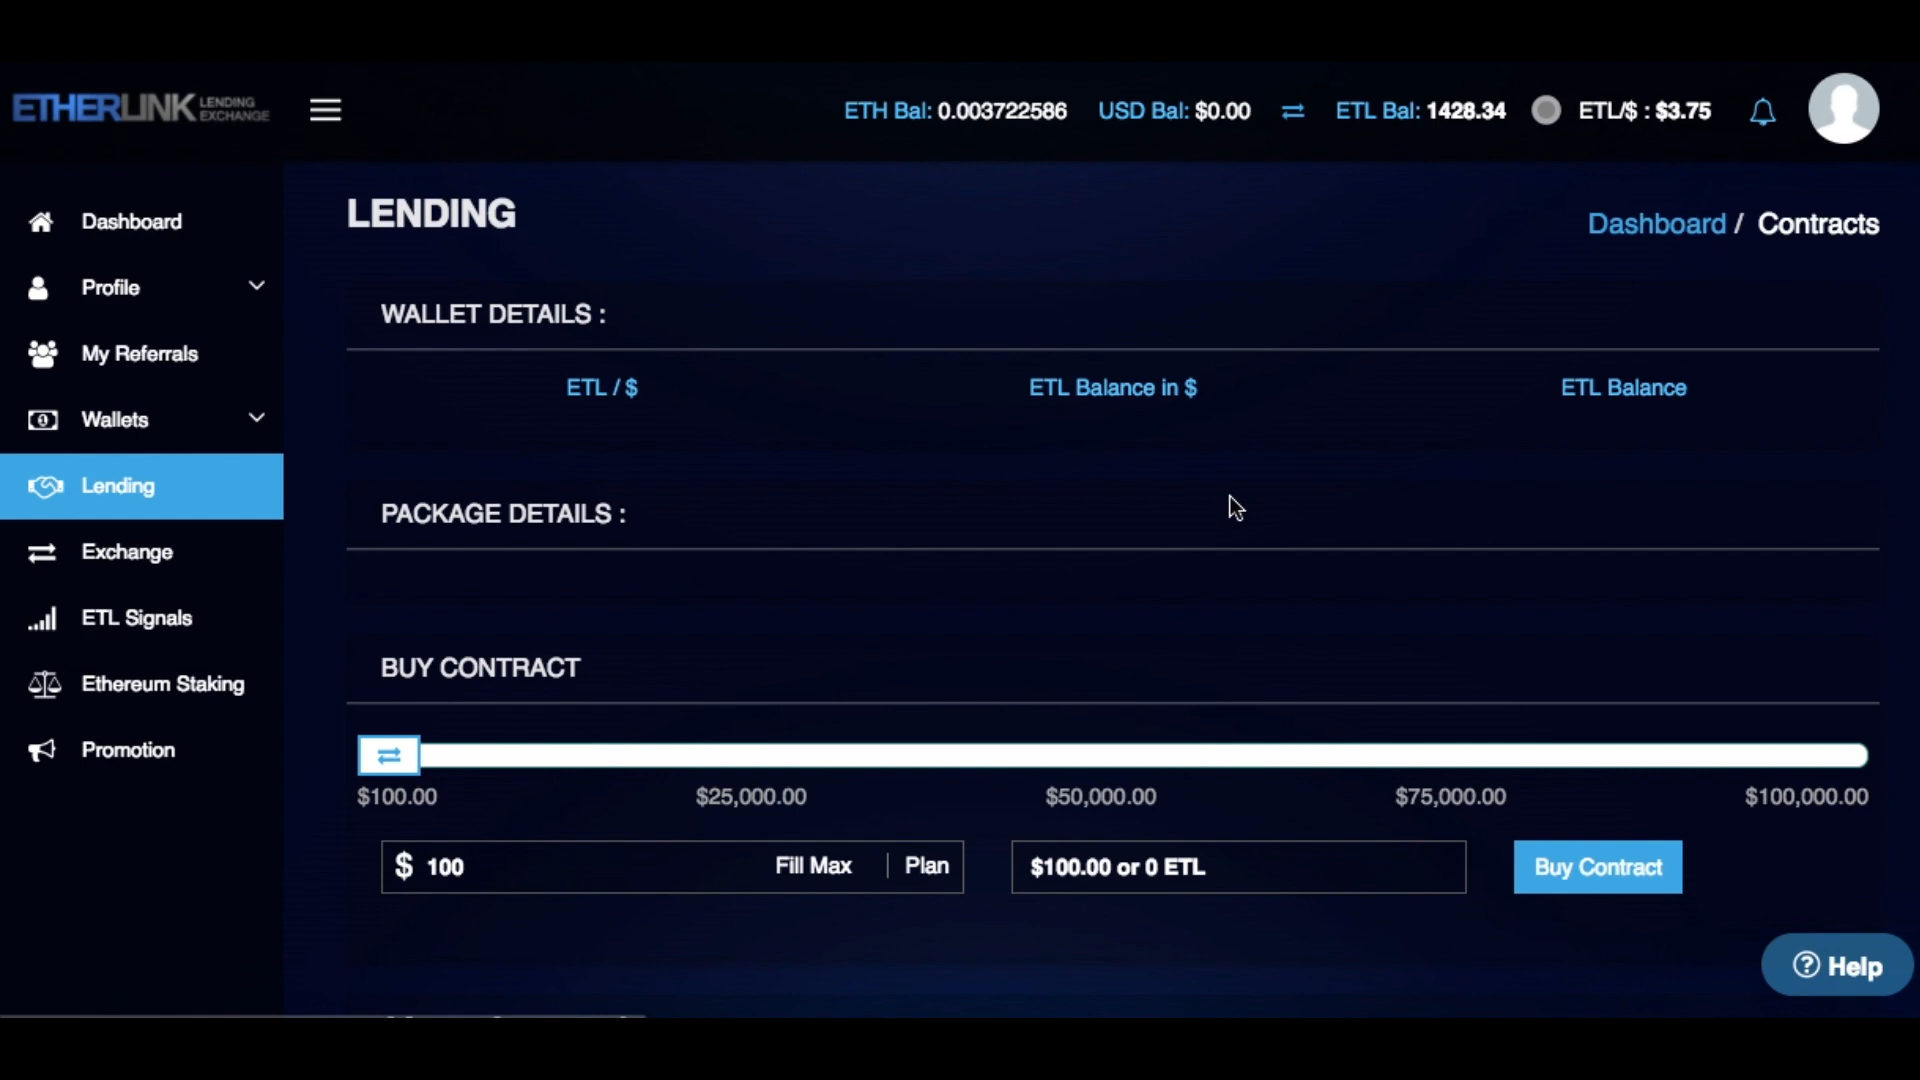 ETHERLINK LENDING EXCHANGE
ETH Bal: 0.003722586 USD Bal: $0.00 ETL Bal: 1428.34 ETL/$ : $3.75
Dashboard
Profile
My Referrals
Wallets
Lending
Exchange
ETL Signals
Ethereum Staking
Promotion
LENDING
Dashboard / Contracts
WALLET DETAILS :
ETL / $ ETL Balance in $ ETL Balance
PACKAGE DETAILS :
BUY CONTRACT
$100.00 $25,000.00 $50,000.00 $75,000.00 $100,000.00
$ 100 Fill Max | Plan $100.00 or 0 ETL Buy Contract
Help